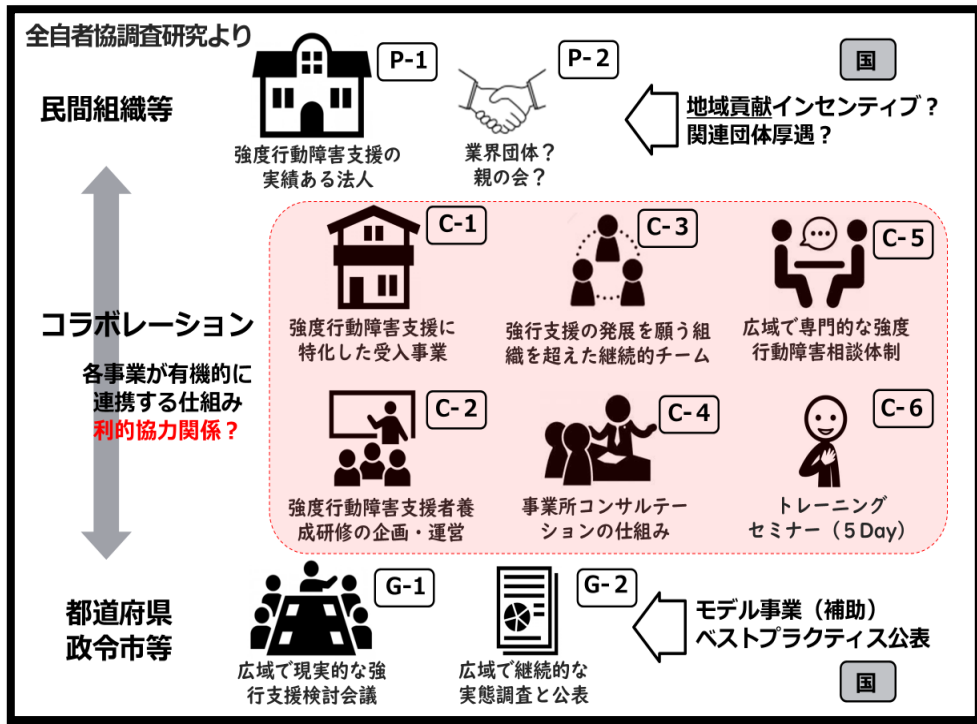 全自者協調査研究より
民間組織等
P-1
強度行動障害支援の
実績ある法人
P-2
業界団体？
親の会？
国
地域貢献インセンティブ？
関連団体厚遇？
コラボレーション
各事業が有機的に
連携する仕組み
利的協力関係？
C-1
強度行動障害支援に
特化した受入事業
C-3
強行支援の発展を願う組
織を超えた継続的チーム
C-5
広域で専門的な強度
行動障害相談体制
C-2
強度行動障害支援者養
成研修の企画・運営
C-4
事業所コンサルテー
ションの仕組み
C-6
トレーニング
セミナー（５Day）
都道府県
政令市等
G-1
広域で現実的な強
行支援検討会議
G-2
広域で継続的な
実態調査と公表
モデル事業（補助）
ベストプラクティス公表
国